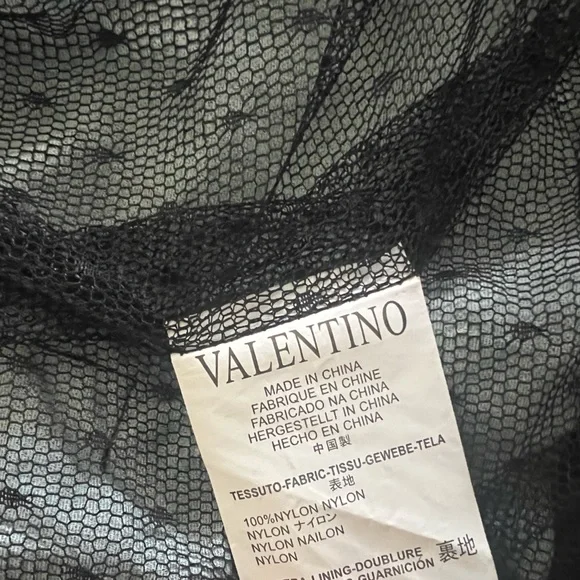 VALENTINO
MADE IN CHINA
FABRIQUE EN CHINE
FABRICADO NA CHINA
HERGESTELLT IN CHINA
HECHO EN CHINA
中国製
TESSUTO-FABRIC-TISSU-GEWEBE-TELA
表地
100%NYLON NYLON
NYLON ナイロン
NYLON NAILON
NYLON
LINING-DOUBLURE
GUARNICIÓN 裏地